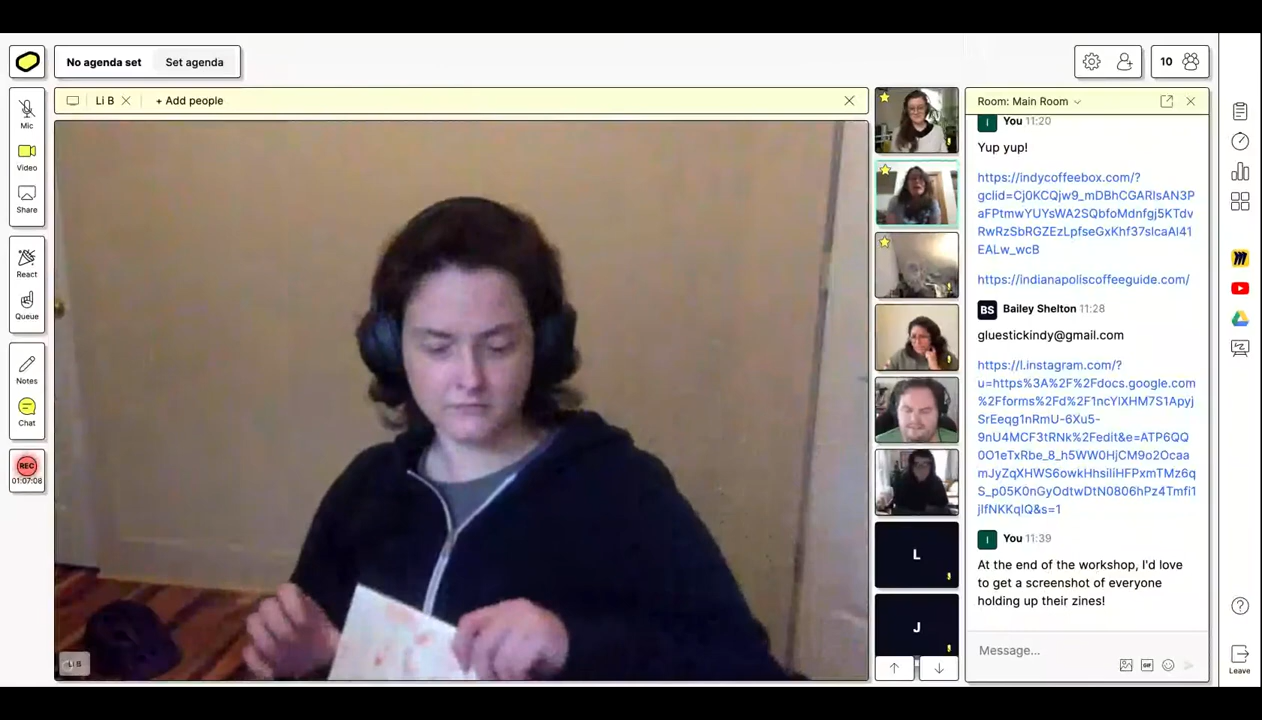 No agenda set
Set agenda
10
Mic
Video
Share
React
Queue
Notes
Chat
REC
01:07:08
Li B
+ Add people
Li B
L
J
Room: Main Room
I
You 11:20
Yup yup!
https://indycoffeebox.com/?
gclid=Cj0KCQjw9_mDBhCGARIsAN3P
aFPtmwYUYsWA2SQbfoMdnfgj5KTdv
RwRzSbRGZEzLpfseGxKhf37slcaAl41
EALw_wcB
https://indianapoliscoffeeguide.com/
BS
Bailey Shelton 11:28
gluestickindy@gmail.com
https://l.instagram.com/?
u=https%3A%2F%2Fdocs.google.com
%2Fforms%2Fd%2F1ncYlXHM7S1Apyj
SrEeqg1nRmU-6Xu5-
9nU4MCF3tRNk%2Fedit&e=ATP6QQ
0O1eTxRbe_8_h5WW0HjCM9o2Ocaa
mJyZqXHWS6owkHhsiliHFPxmTMz6q
S_p05K0nGyOdtwDtN0806hPz4Tmfi1
jlfNKKqIQ&s=1
I
You 11:39
At the end of the workshop, I'd love
to get a screenshot of everyone
holding up their zines!
Message...
GIF
Leave